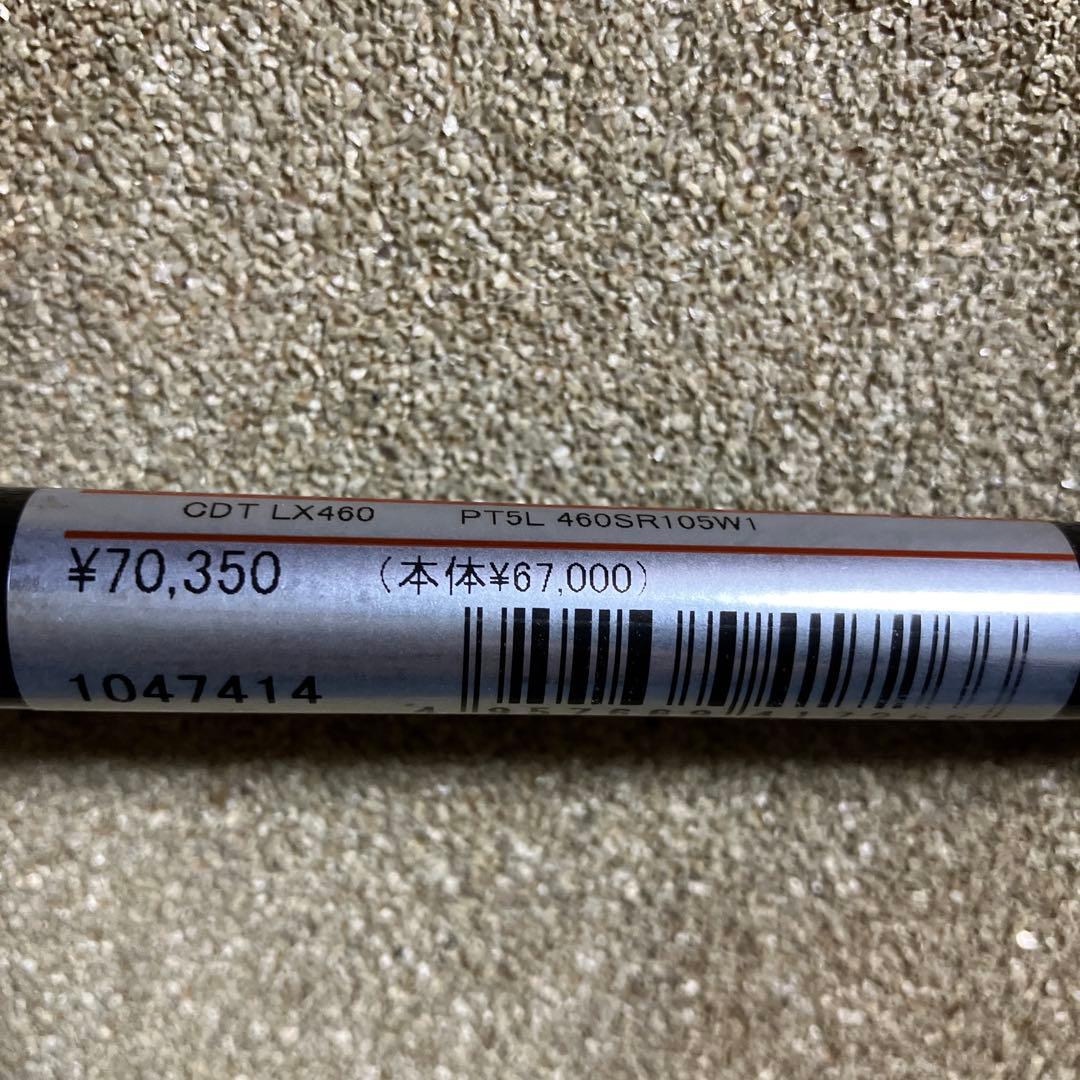 CDT LX460 PT5L 460SR105W1
¥70,350 (本体¥67,000)
1047414